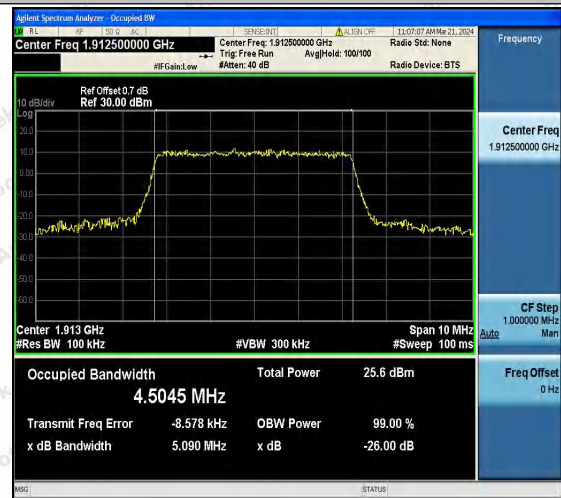 Agilent Spectrum Analyzer - Occupied BW
RL RF 50 Ω AC SENSE:INT ALIGN OFF 11:07:07 AM Mar 21, 2024
Center Freq 1.912500000 GHz Center Freq: 1.912500000 GHz Radio Std: None
Trig: Free Run Avg|Hold: 100/100
#IFGain:Low #Atten: 40 dB Radio Device: BTS
Frequency
Ref Offset 0.7 dB
10 dB/div Ref 30.00 dBm
Log
20.0
10.0
0.00
-10.0
-20.0
-30.0
-40.0
-50.0
-60.0
Center Freq
1.912500000 GHz
Center 1.913 GHz Span 10 MHz
#Res BW 100 kHz #VBW 300 kHz #Sweep 100 ms
CF Step
1.000000 MHz
Auto Man
Occupied Bandwidth Total Power 25.6 dBm
4.5045 MHz
Transmit Freq Error -8.578 kHz OBW Power 99.00 %
x dB Bandwidth 5.090 MHz x dB -26.00 dB
Freq Offset
0 Hz
MSG STATUS